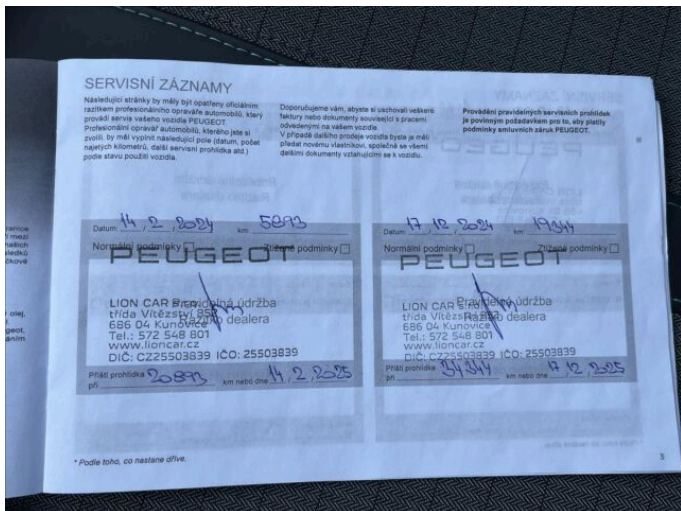 SERVISNÍ ZÁZNAMY
Následující stránky by měly být opatřeny oficiálním
razítkem profesionálního opraváře automobilů, který
provádí servis vašeho vozidla PEUGEOT.
Profesionální opravář automobilů, kterého jste si
zvolili, by měl vyplnit následující pole (datum, počet
najetých kilometrů, další servisní prohlídka atd.)
podle stavu použití vozidla.
Doporučujeme vám, abyste si uschovali veškeré
faktury nebo dokumenty související s pracemi
odvedenými na vašem vozidle.
V případě dalšího prodeje vozidla byste je měli
předat novému vlastníkovi, společně se všemi
dalšími dokumenty vztahujícími se k vozidlu.
Provádění pravidelných servisních prohlídek
je povinným požadavkem pro to, aby platily
podmínky smluvních záruk PEUGEOT.
Datum 14, 2, 2024 km 5893
Normální podmínky Ztížené podmínky
PEUGEOT
Pravidelná údržba
Razítko dealera
LION CAR s.r.o.
třída Vítězství
686 04 Kunovice
Tel.: 572 548 801
www.lioncar.cz
DIČ: CZ25503839 IČO: 25503839
Příští prohlídka 20893 km nebo dne 14, 2, 2025
při
Datum 17, 12, 2024 km 19344
Normální podmínky Ztížené podmínky
PEUGEOT
Pravidelná údržba
Razítko dealera
LION CAR s.r.o.
třída Vítězství
686 04 Kunovice
Tel.: 572 548 801
www.lioncar.cz
DIČ: CZ25503839 IČO: 25503839
Příští prohlídka 34344 km nebo dne 17, 12, 2025
při
* Podle toho, co nastane dříve.
3